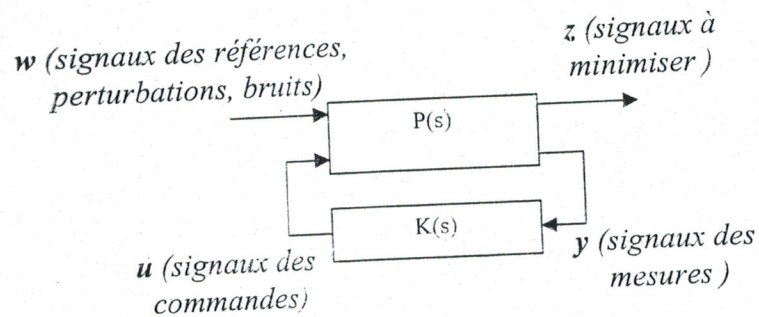 w (signaux des références,
perturbations, bruits)
z (signaux à
minimiser )
P(s)
K(s)
u (signaux des
commandes)
y (signaux des
mesures )